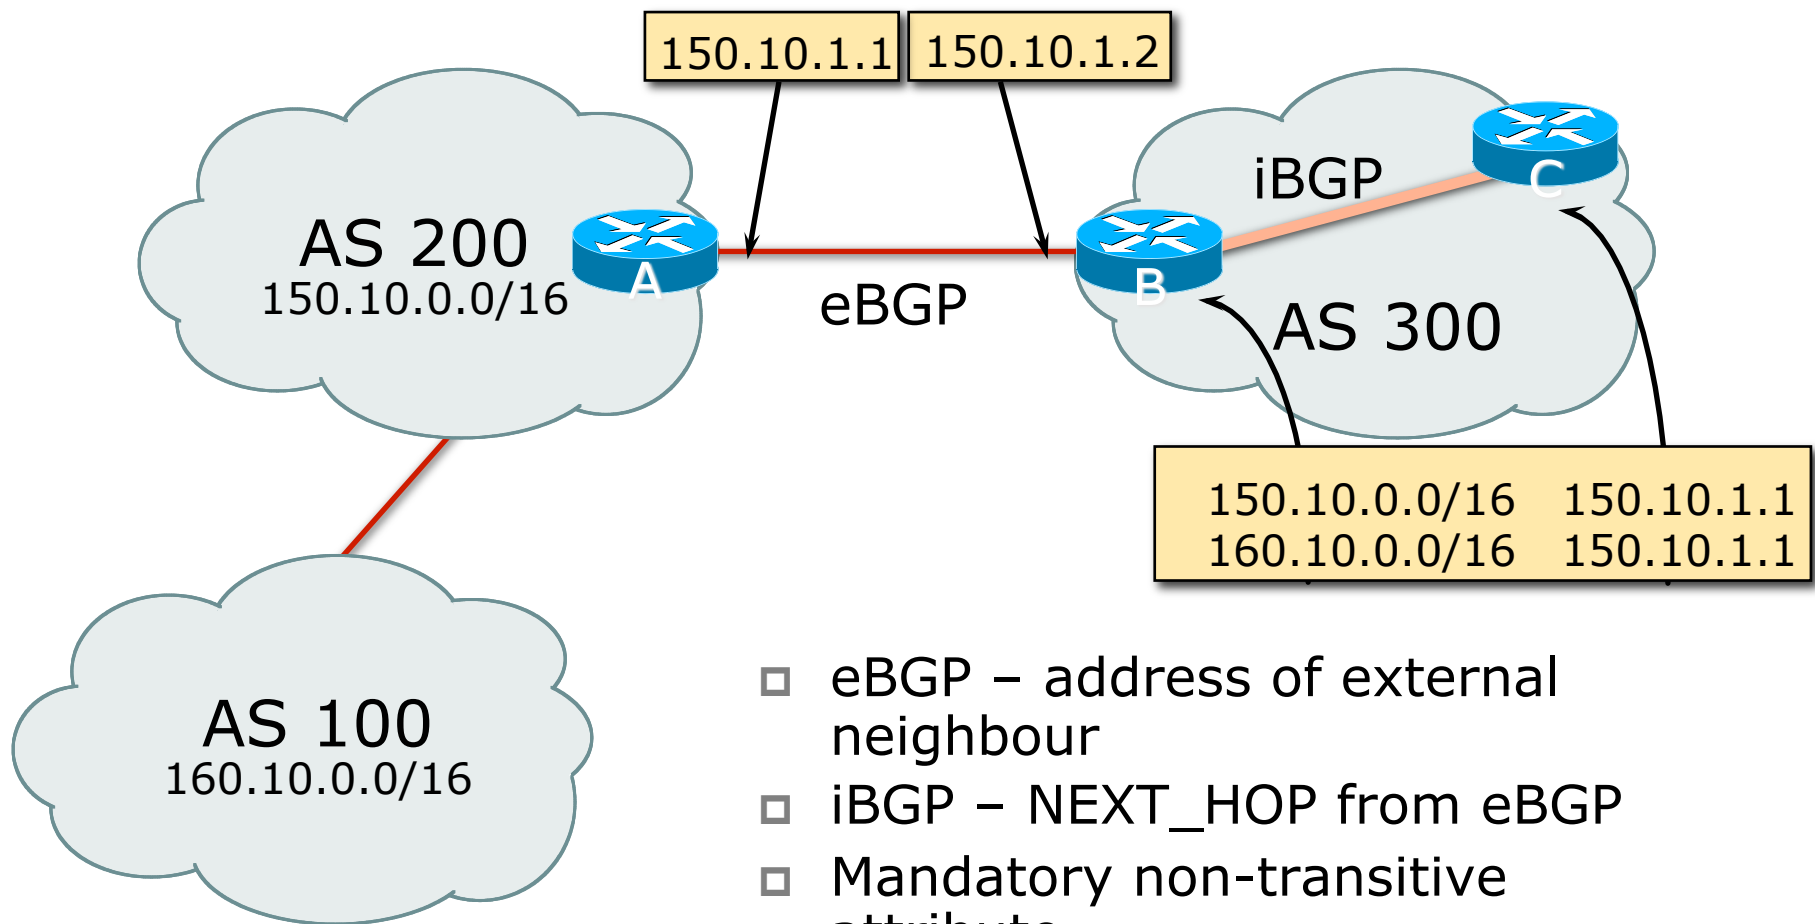 150.10.1.1 150.10.1.2
C
iBGP
AS 200
150.10.0.0/16
A
B
eBGP
AS 300
150.10.0.0/16 150.10.1.1
160.10.0.0/16 150.10.1.1
AS 100
160.10.0.0/16
eBGP – address of external
neighbour
iBGP – NEXT_HOP from eBGP
Mandatory non-transitive
attribute